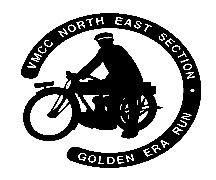 VMCC NORTH EAST SECTION •
GOLDEN ERA RUN